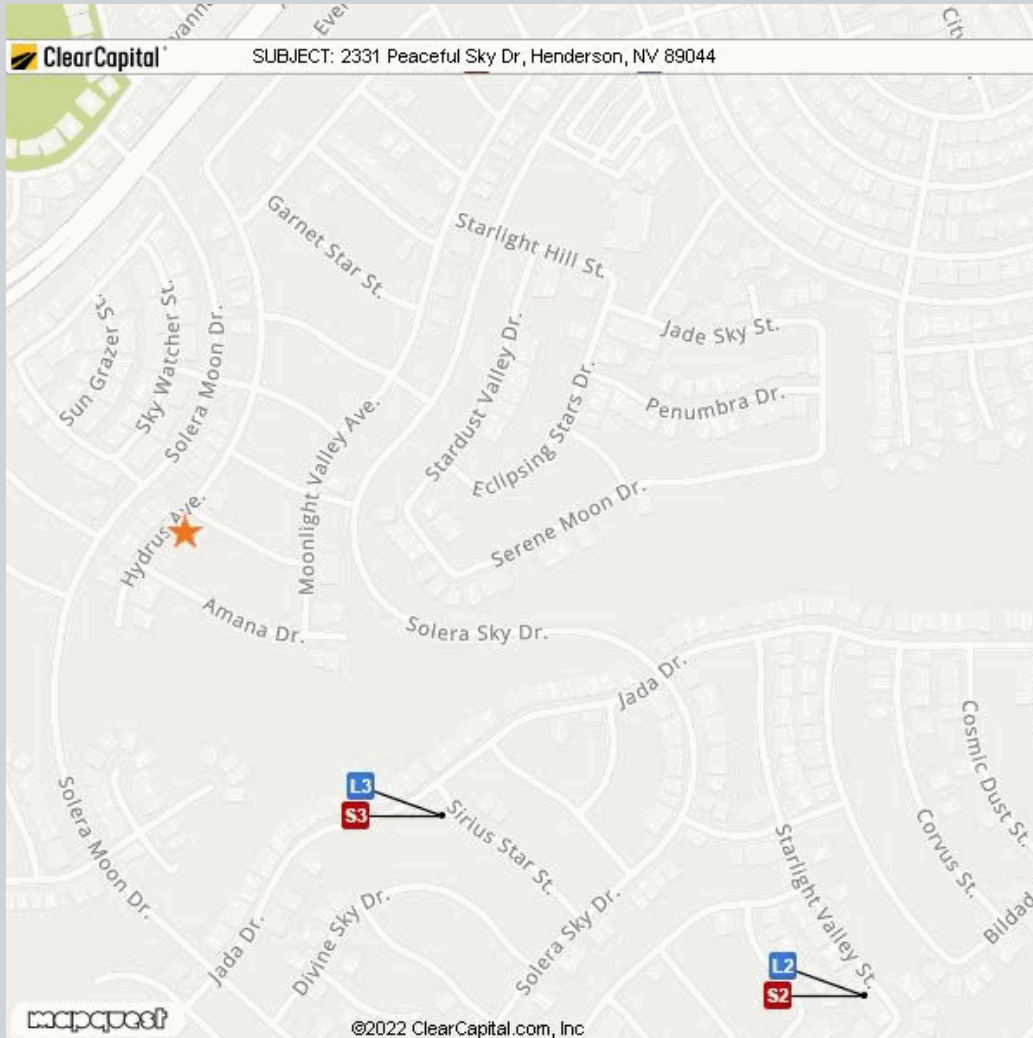 vanna
Ever
City
ClearCapital
SUBJECT: 2331 Peaceful Sky Dr, Henderson, NV 89044
Garnet Star St.
Starlight Hill St.
Sun Grazer St.
Sky Watcher St.
Solera Moon Dr.
Stardust Valley Dr.
Jade Sky St.
Eclipsing Stars Dr.
Penumbra Dr.
Moonlight Valley Ave.
Hydrus Ave.
Serene Moon Dr.
Amana Dr.
Solera Sky Dr.
Jada Dr.
Cosmic Dust St.
L3
S3
Sirius Star St.
Solera Moon Dr.
Starlight Valley St.
Corvus St.
Jada Dr.
Divine Sky Dr.
Solera Sky Dr.
Bildad
L2
S2
mapquest
©2022 ClearCapital.com, Inc